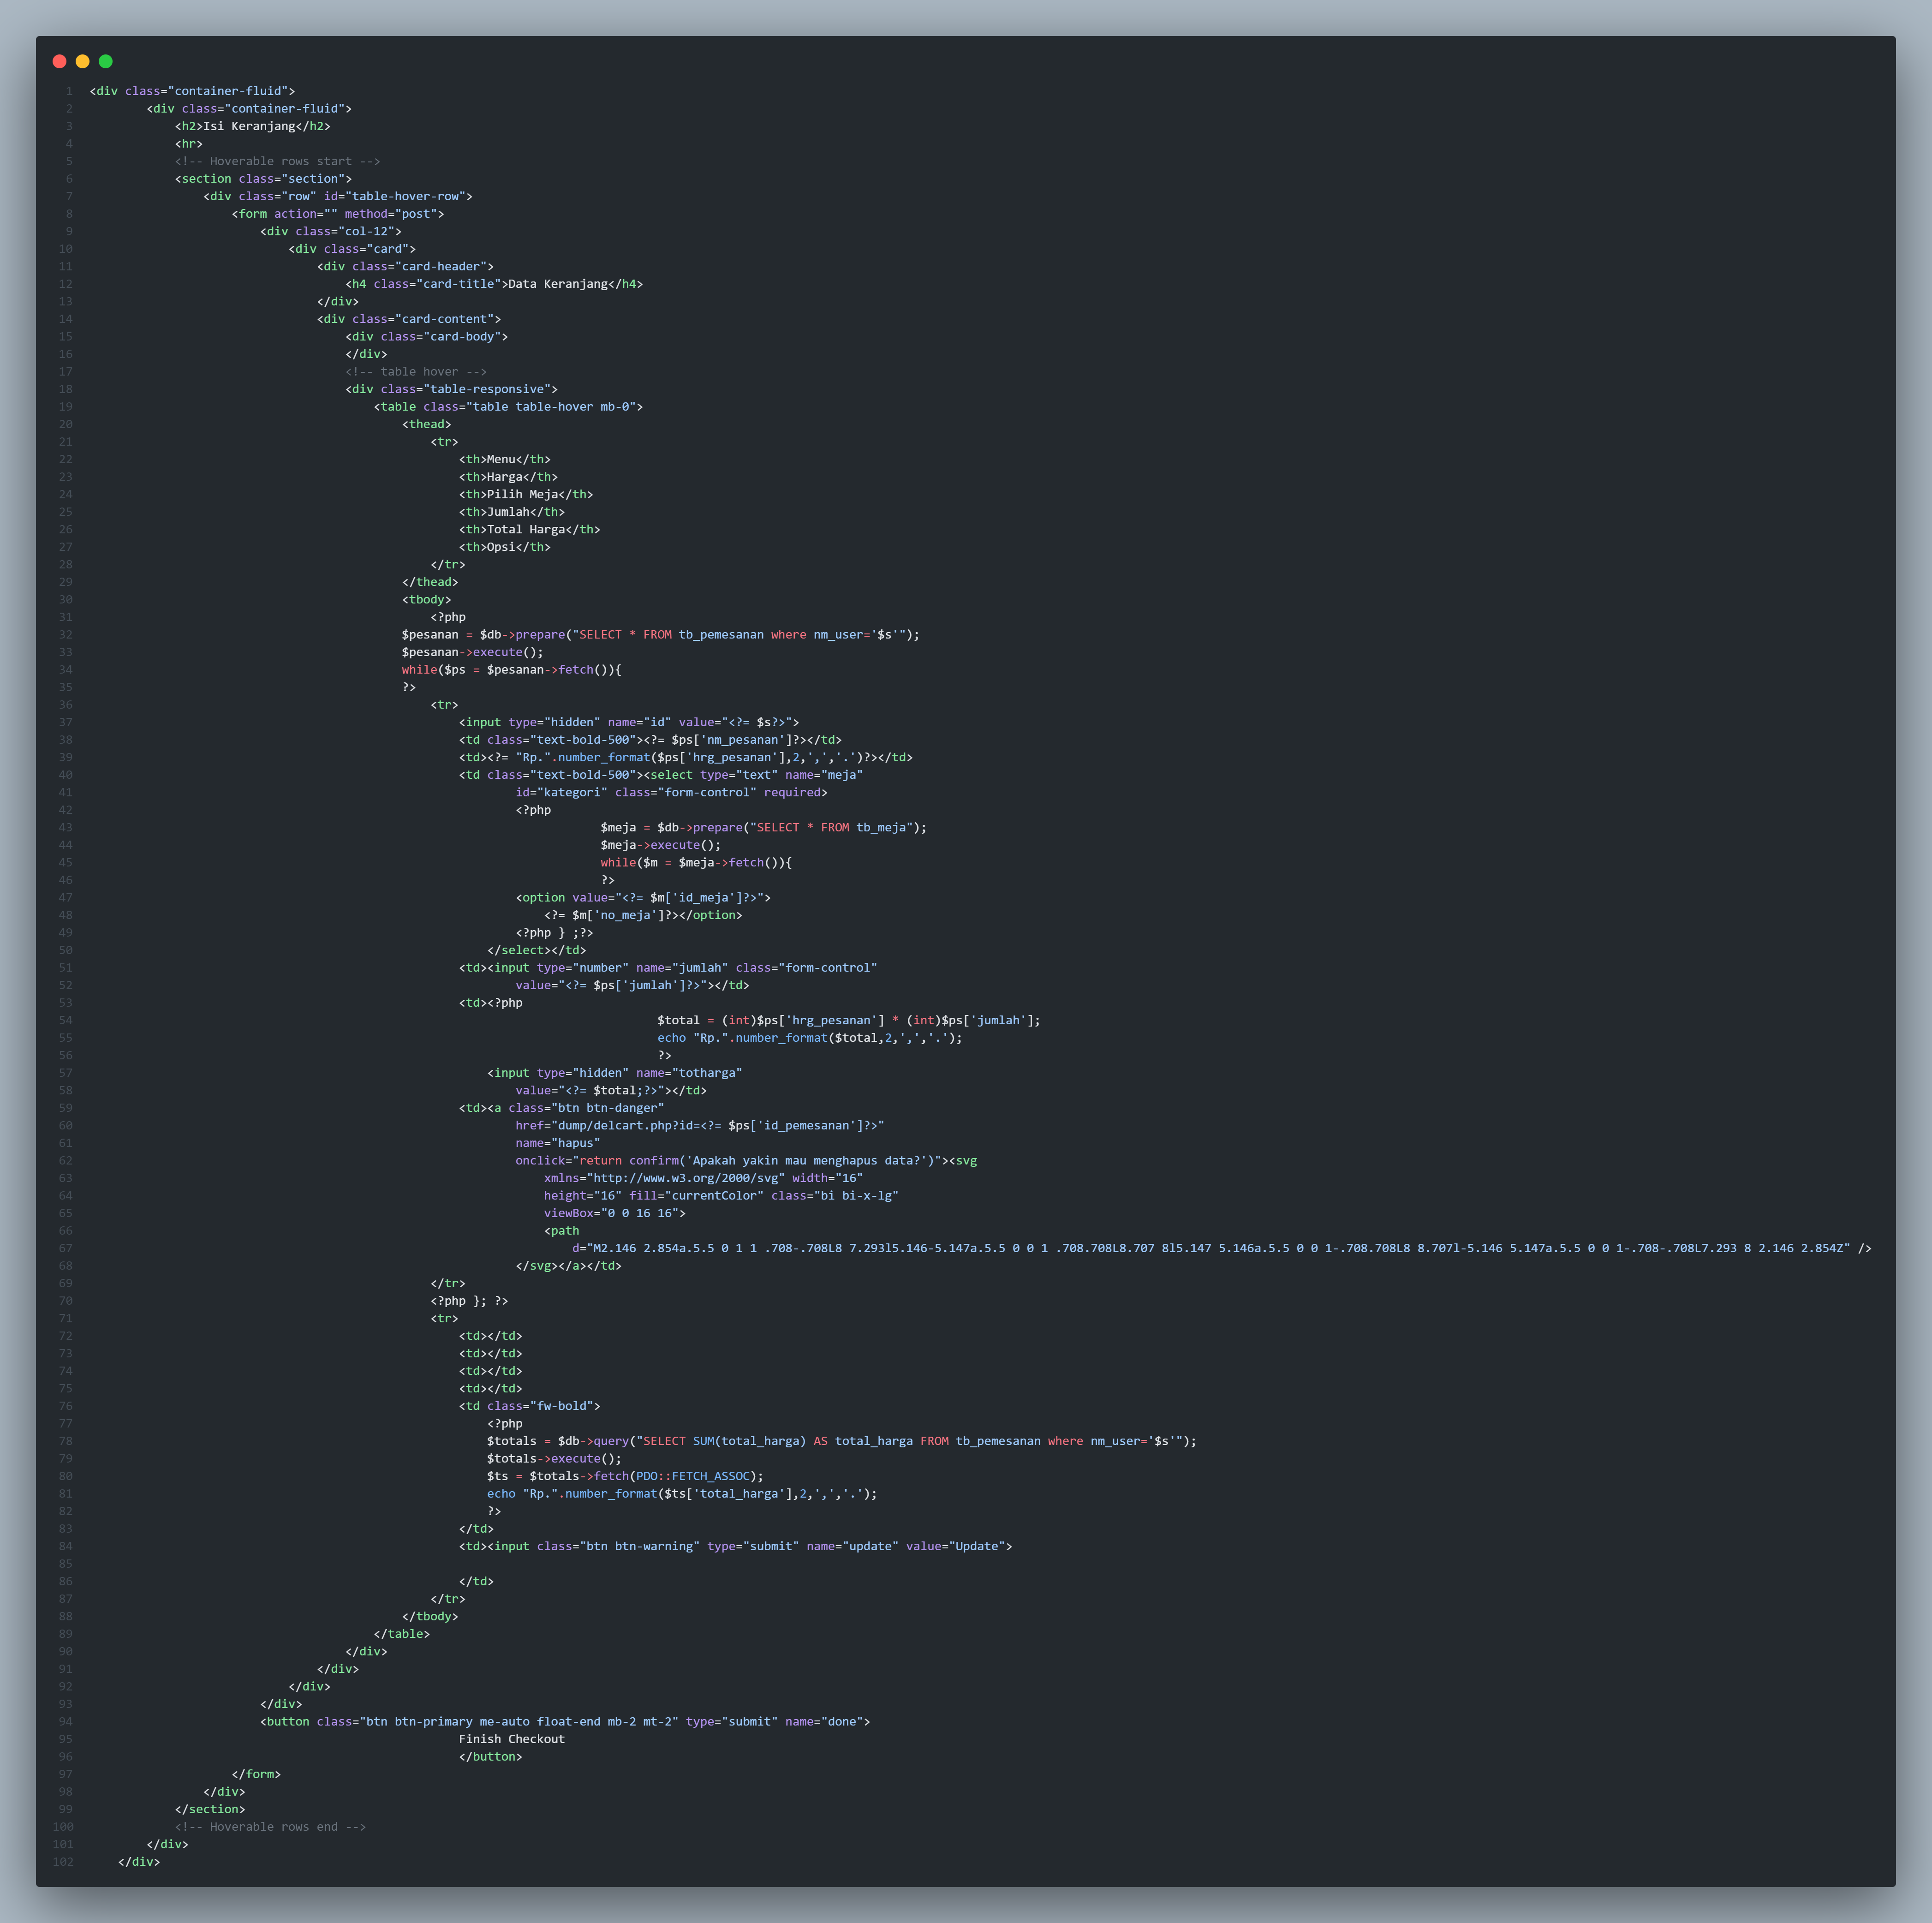 1 <div class="container-fluid">
2 <div class="container-fluid">
3 <h2>Isi Keranjang</h2>
4 <hr>
5 <!-- Hoverable rows start -->
6 <section class="section">
7 <div class="row" id="table-hover-row">
8 <form action="" method="post">
9 <div class="col-12">
10 <div class="card">
11 <div class="card-header">
12 <h4 class="card-title">Data Keranjang</h4>
13 </div>
14 <div class="card-content">
15 <div class="card-body">
16 </div>
17 <!-- table hover -->
18 <div class="table-responsive">
19 <table class="table table-hover mb-0">
20 <thead>
21 <tr>
22 <th>Menu</th>
23 <th>Harga</th>
24 <th>Pilih Meja</th>
25 <th>Jumlah</th>
26 <th>Total Harga</th>
27 <th>Opsi</th>
28 </tr>
29 </thead>
30 <tbody>
31 <?php
32 $pesanan = $db->prepare("SELECT * FROM tb_pemesanan where nm_user='$s'");
33 $pesanan->execute();
34 while($ps = $pesanan->fetch()){
35 ?>
36 <tr>
37 <input type="hidden" name="id" value="<?= $s?>">
38 <td class="text-bold-500"><?= $ps['nm_pesanan']?></td>
39 <td><?= "Rp.".number_format($ps['hrg_pesanan'],2,',','.')?></td>
40 <td class="text-bold-500"><select type="text" name="meja"
41 id="kategori" class="form-control" required>
42 <?php
43 $meja = $db->prepare("SELECT * FROM tb_meja");
44 $meja->execute();
45 while($m = $meja->fetch()){
46 ?>
47 <option value="<?= $m['id_meja']?>">
48 <?= $m['no_meja']?></option>
49 <?php } ;?>
50 </select></td>
51 <td><input type="number" name="jumlah" class="form-control"
52 value="<?= $ps['jumlah']?>"></td>
53 <td><?php
54 $total = (int)$ps['hrg_pesanan'] * (int)$ps['jumlah'];
55 echo "Rp.".number_format($total,2,',','.');
56 ?>
57 <input type="hidden" name="totharga"
58 value="<?= $total;?>"></td>
59 <td><a class="btn btn-danger"
60 href="dump/delcart.php?id=<?= $ps['id_pemesanan']?>"
61 name="hapus"
62 onclick="return confirm('Apakah yakin mau menghapus data?')"><svg
63 xmlns="http://www.w3.org/2000/svg" width="16"
64 height="16" fill="currentColor" class="bi bi-x-lg"
65 viewBox="0 0 16 16">
66 <path
67 d="M2.146 2.854a.5.5 0 1 1 .708-.708L8 7.293l5.146-5.147a.5.5 0 0 1 .708.708L8.707 8l5.147 5.146a.5.5 0 0 1-.708.708L8 8.707l-5.146 5.147a.5.5 0 0 1-.708-.708L7.293 8 2.146 2.854Z" />
68 </svg></a></td>
69 </tr>
70 <?php }; ?>
71 <tr>
72 <td></td>
73 <td></td>
74 <td></td>
75 <td></td>
76 <td class="fw-bold">
77 <?php
78 $totals = $db->query("SELECT SUM(total_harga) AS total_harga FROM tb_pemesanan where nm_user='$s'");
79 $totals->execute();
80 $ts = $totals->fetch(PDO::FETCH_ASSOC);
81 echo "Rp.".number_format($ts['total_harga'],2,',','.');
82 ?>
83 </td>
84 <td><input class="btn btn-warning" type="submit" name="update" value="Update">
85
86 </td>
87 </tr>
88 </tbody>
89 </table>
90 </div>
91 </div>
92 </div>
93 </div>
94 <button class="btn btn-primary me-auto float-end mb-2 mt-2" type="submit" name="done">
95 Finish Checkout
96 </button>
97 </form>
98 </div>
99 </section>
100 <!-- Hoverable rows end -->
101 </div>
102 </div>